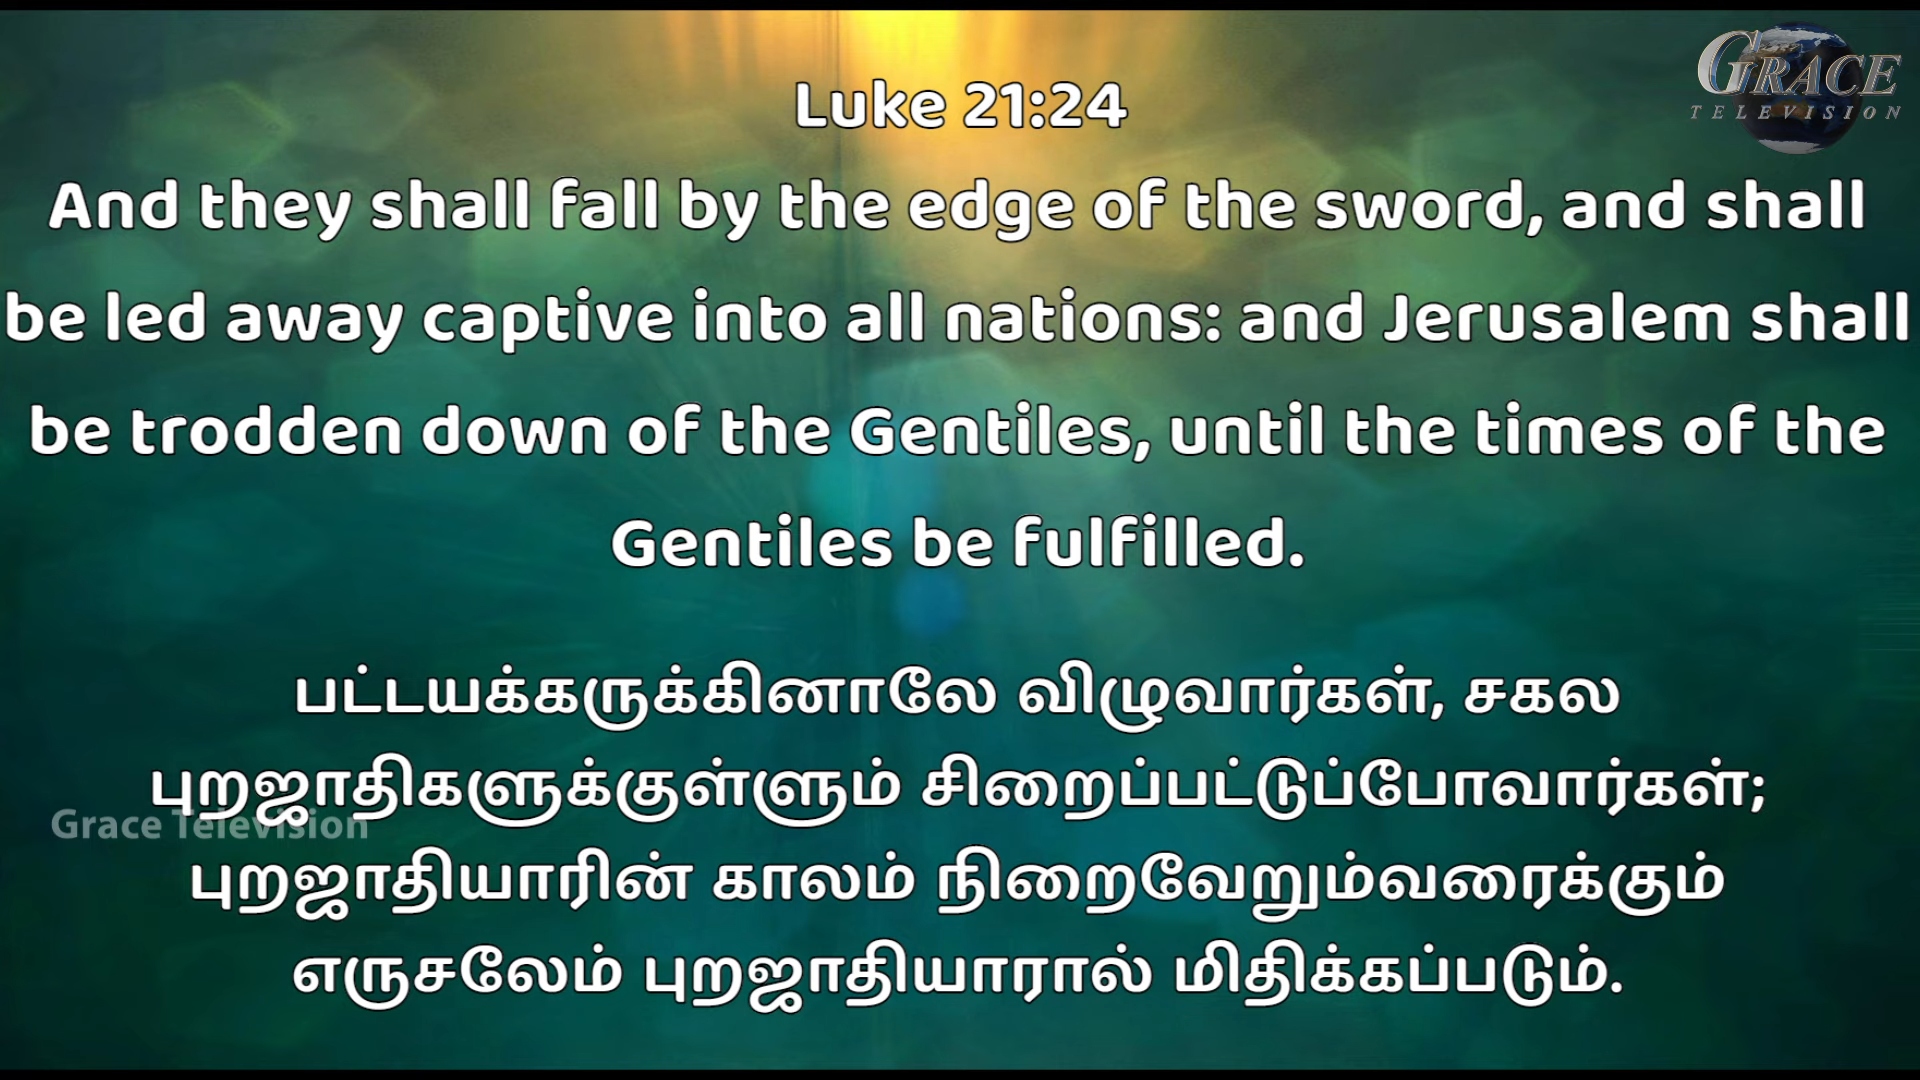 GRACE
TELEVISION
Luke 21:24
And they shall fall by the edge of the sword, and shall
be led away captive into all nations: and Jerusalem shall
be trodden down of the Gentiles, until the times of the
Gentiles be fulfilled.
பட்டயக்கருக்கினாலே விழுவார்கள், சகல
புறஜாதிகளுக்குள்ளும் சிறைப்பட்டுப்போவார்கள்;
Grace Television
புறஜாதியாரின் காலம் நிறைவேறும்வரைக்கும்
எருசலேம் புறஜாதியாரால் மிதிக்கப்படும்.